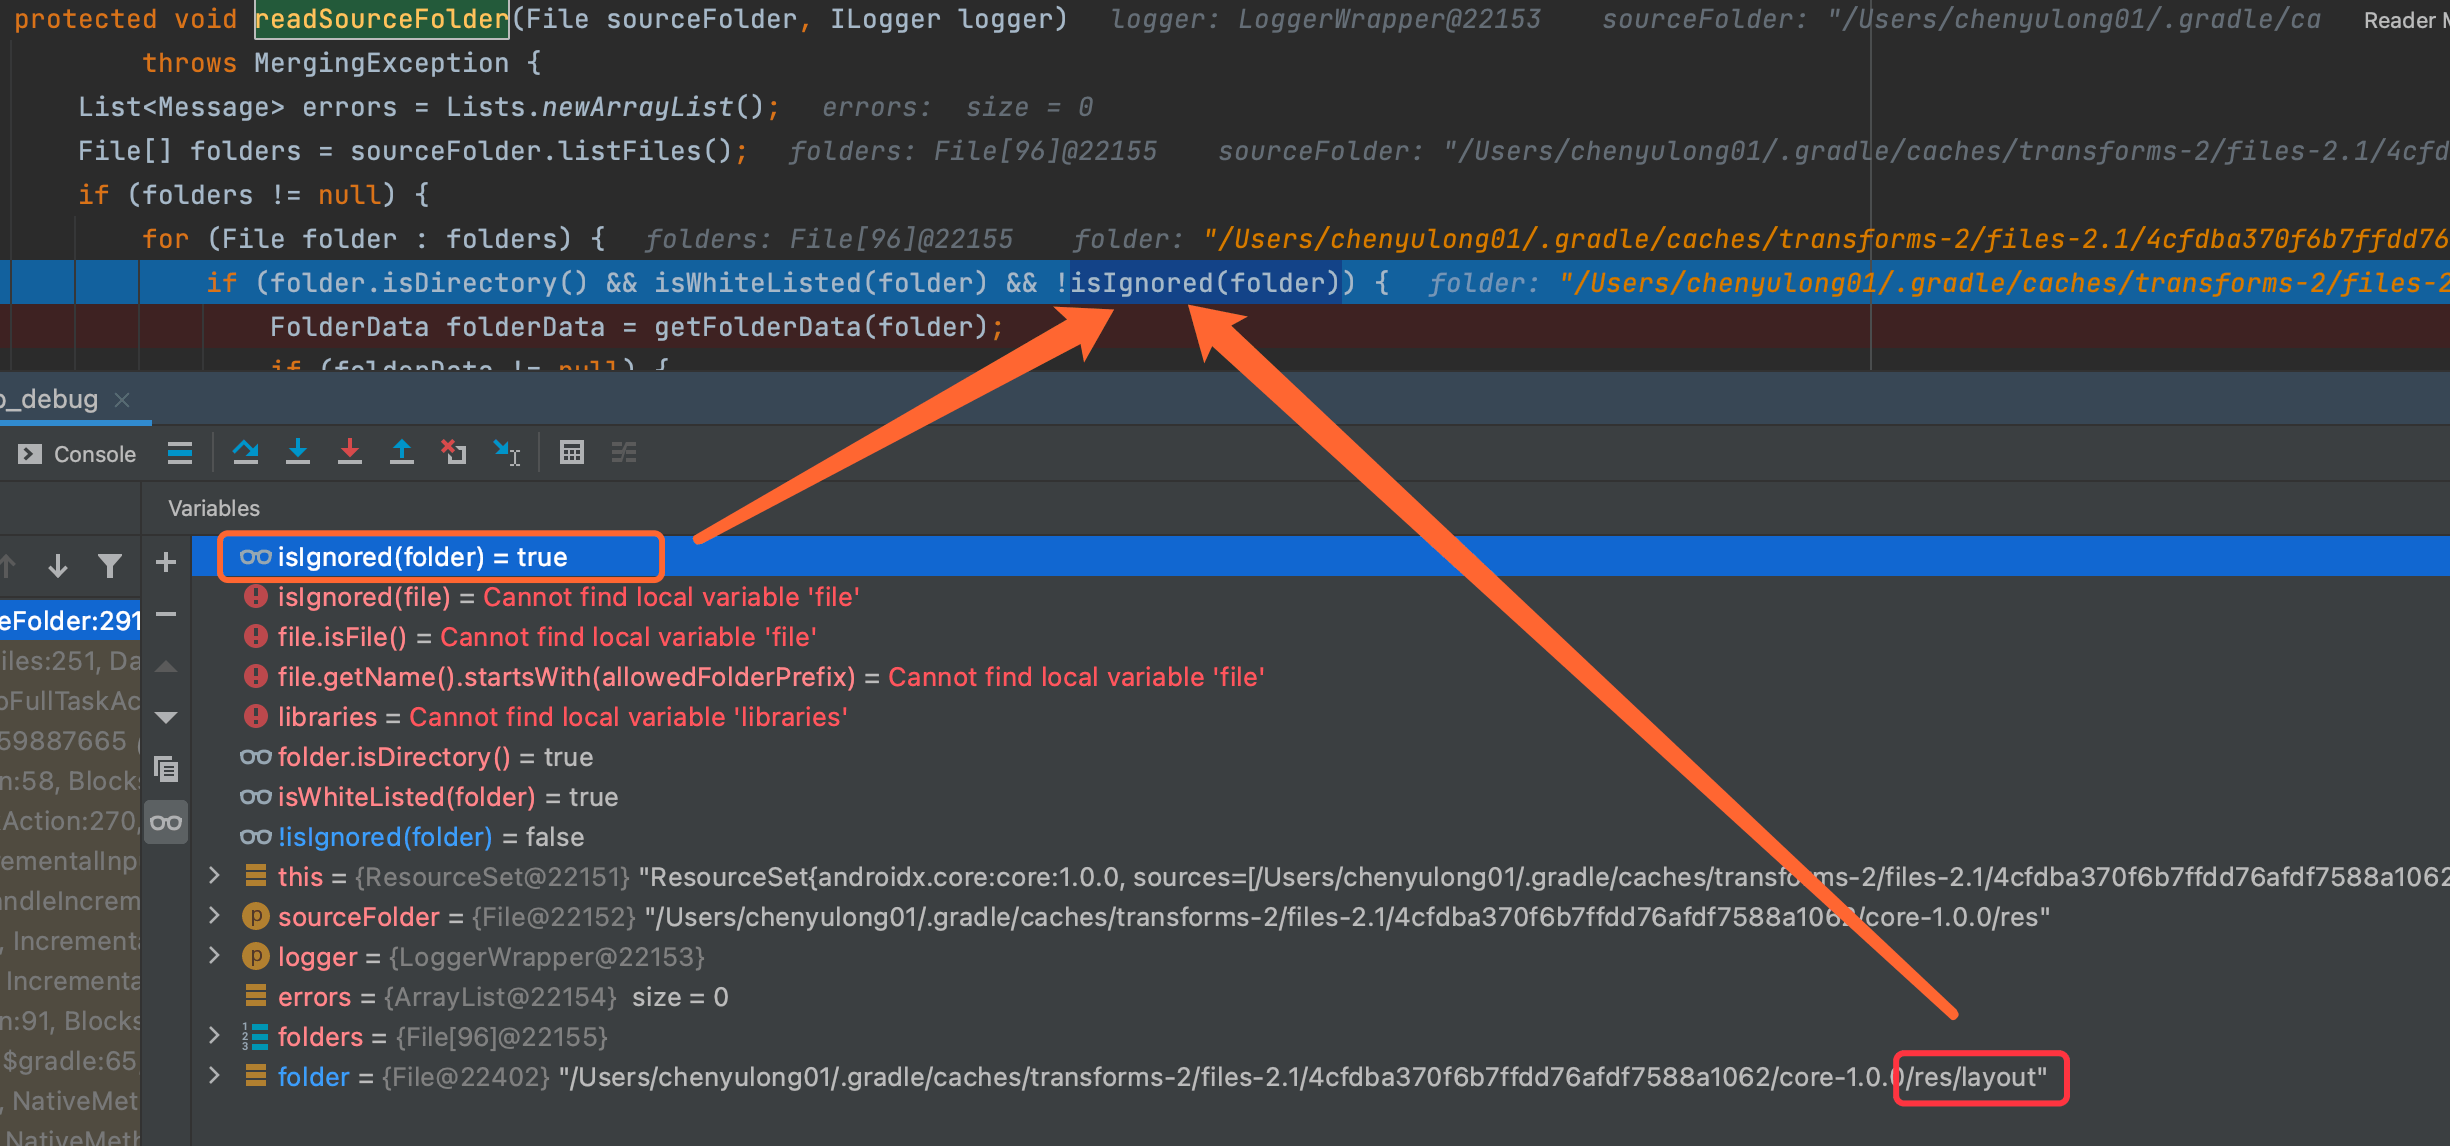 protected void readSourceFolder(File sourceFolder, ILogger logger)   logger: LoggerWrapper@22153   sourceFolder: "/Users/chenyulong01/.gradle/ca   Reader M
throws MergingException {
List<Message> errors = Lists.newArrayList();   errors:  size = 0
File[] folders = sourceFolder.listFiles();   folders: File[96]@22155   sourceFolder: "/Users/chenyulong01/.gradle/caches/transforms-2/files-2.1/4cfd
if (folders != null) {
for (File folder : folders) {   folders: File[96]@22155   folder: "/Users/chenyulong01/.gradle/caches/transforms-2/files-2.1/4cfdba370f6b7ffdd76
if (folder.isDirectory() && isWhiteListed(folder) && !isIgnored(folder)) {   folder: "/Users/chenyulong01/.gradle/caches/transforms-2/files-2
FolderData folderData = getFolderData(folder);
if (folderData != null) {
_debug
Console
Variables
isIgnored(folder) = true
isIgnored(file) = Cannot find local variable 'file'
eFolder:291
file.isFile() = Cannot find local variable 'file'
iles:251, Da
file.getName().startsWith(allowedFolderPrefix) = Cannot find local variable 'file'
oFullTaskAc
libraries = Cannot find local variable 'libraries'
59887665 (
folder.isDirectory() = true
n:58, Blocks
isWhiteListed(folder) = true
Action:270,
!isIgnored(folder) = false
rementalInp
this = {ResourceSet@22151} "ResourceSet{androidx.core:core:1.0.0, sources=[/Users/chenyulong01/.gradle/caches/transforms-2/files-2.1/4cfdba370f6b7ffdd76afdf7588a1062
andleIncrem
sourceFolder = {File@22152} "/Users/chenyulong01/.gradle/caches/transforms-2/files-2.1/4cfdba370f6b7ffdd76afdf7588a1062/core-1.0.0/res"
, Incrementa
logger = {LoggerWrapper@22153}
Incrementa
errors = {ArrayList@22154}  size = 0
n:91, Blocks
folders = {File[96]@22155}
$gradle:65
folder = {File@22402} "/Users/chenyulong01/.gradle/caches/transforms-2/files-2.1/4cfdba370f6b7ffdd76afdf7588a1062/core-1.0.0/res/layout"
, NativeMet
NativeMeth